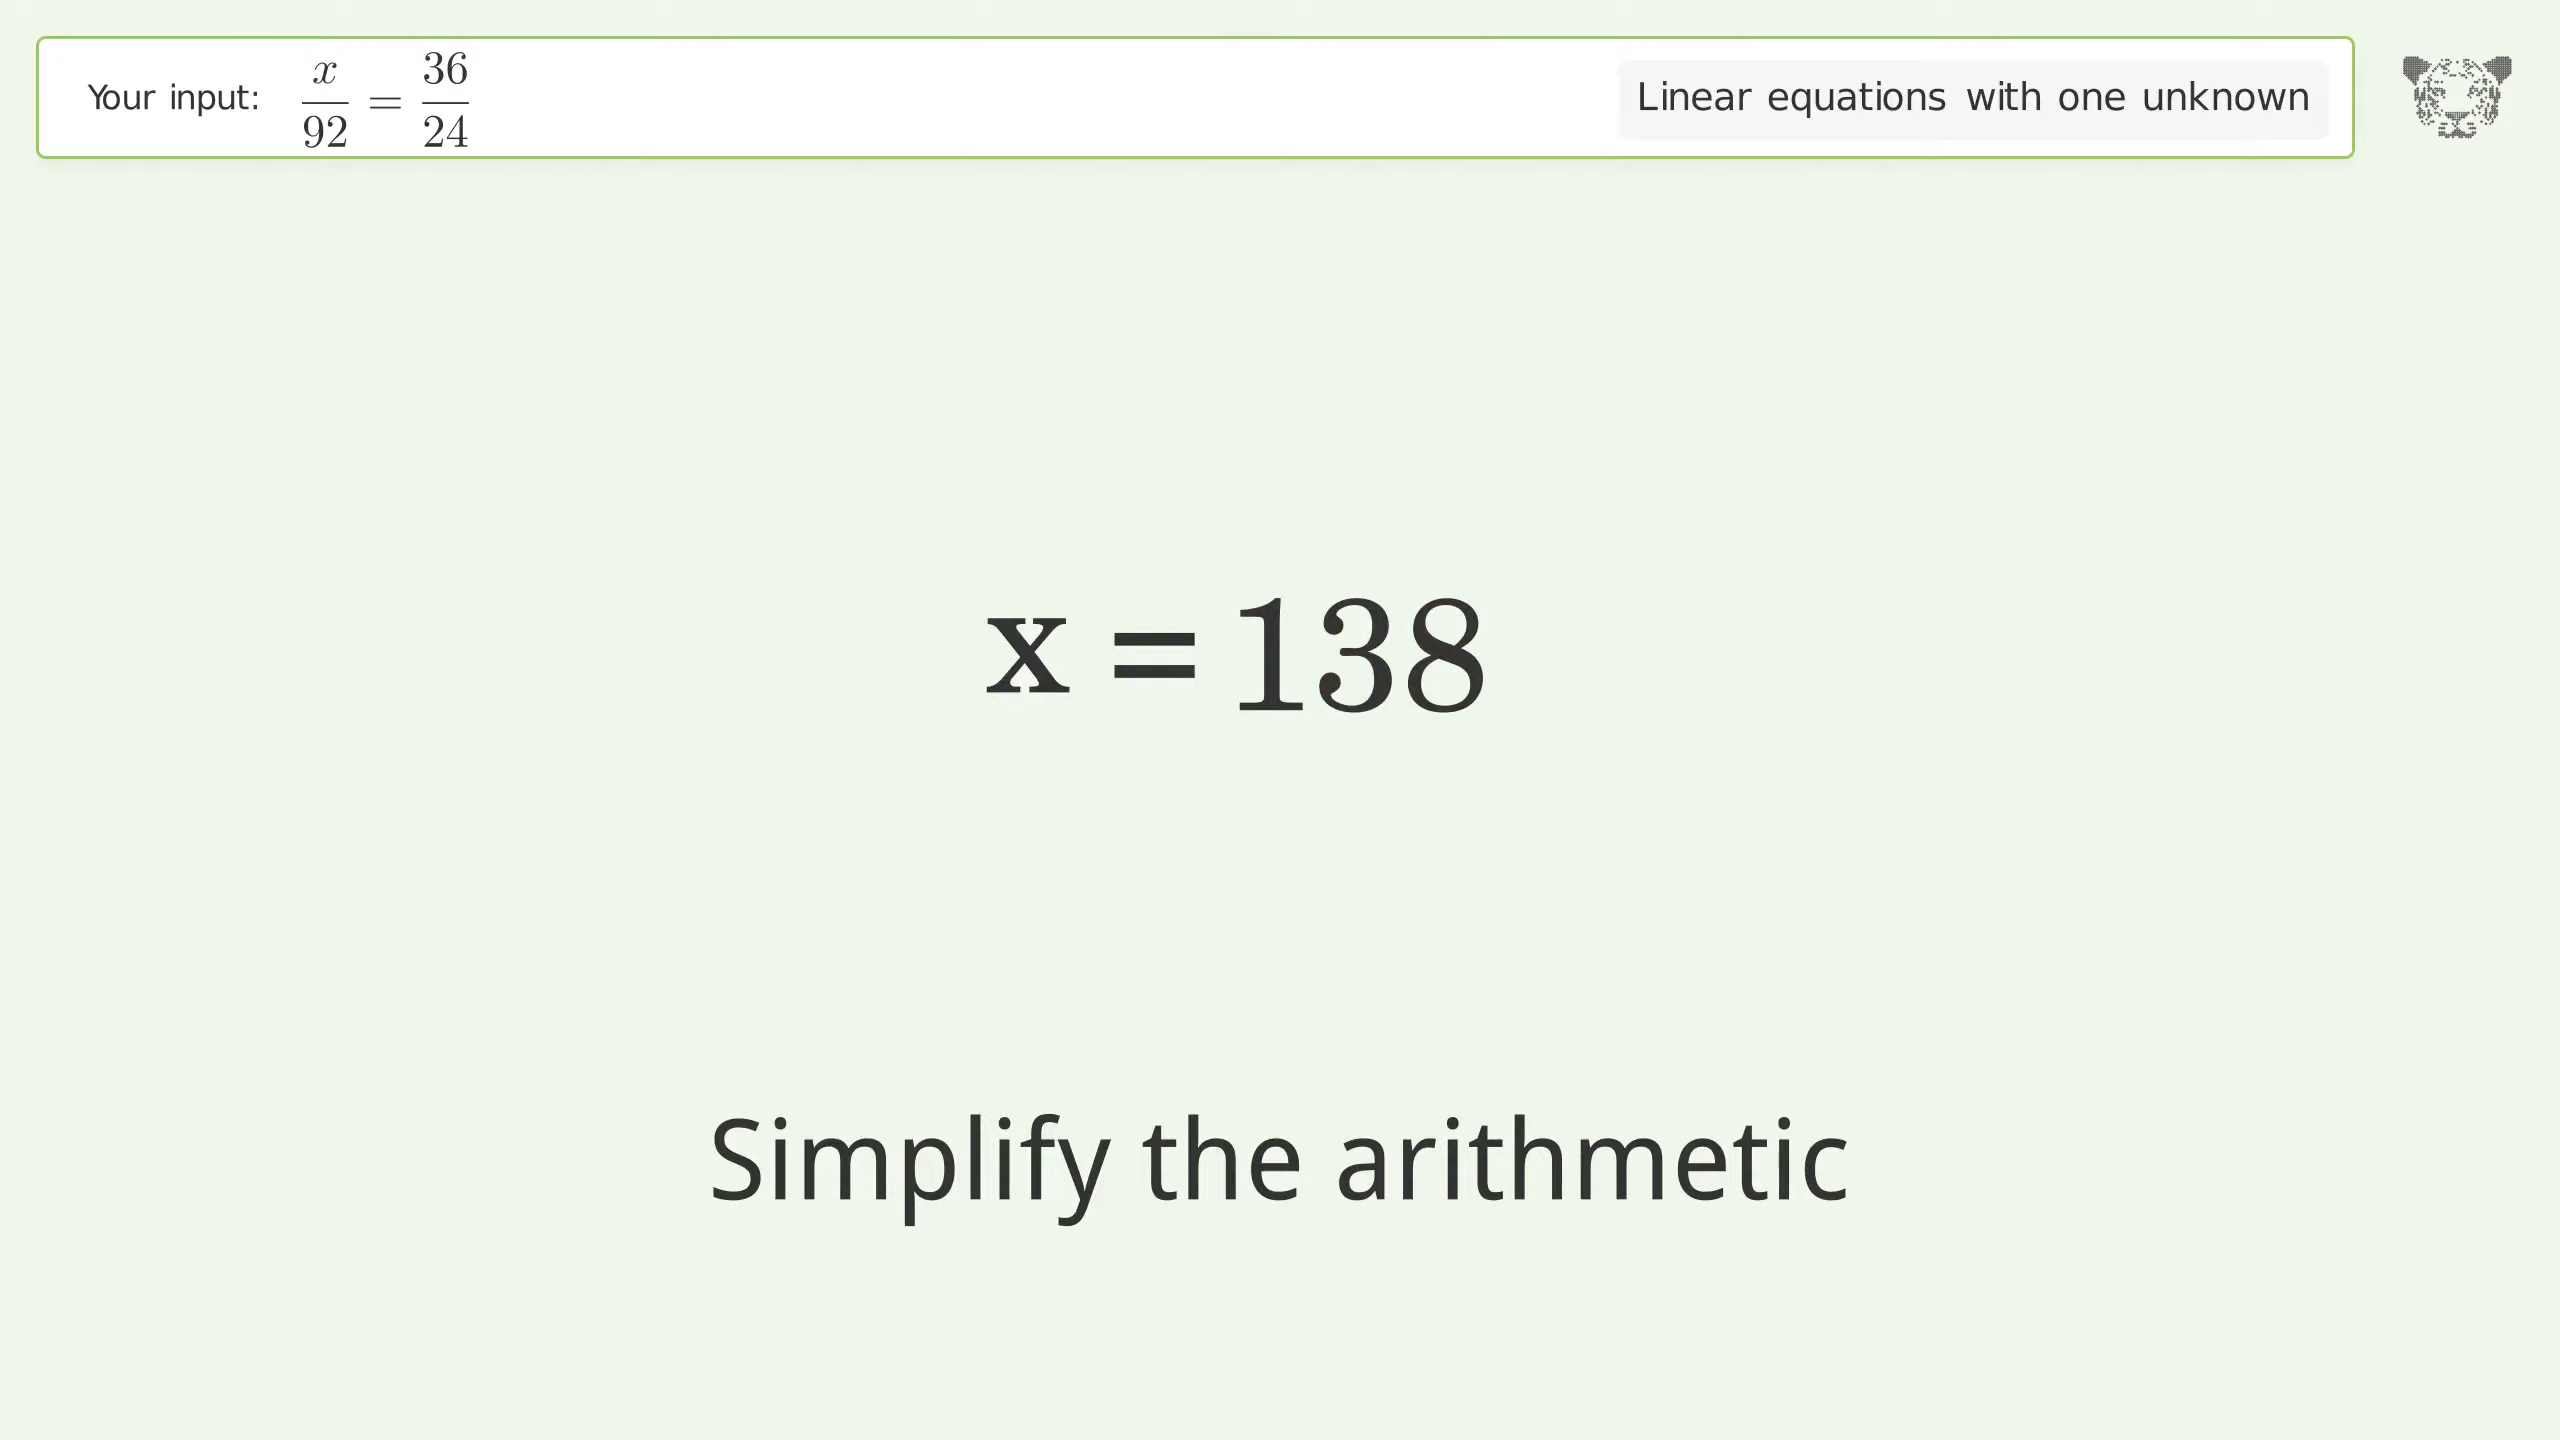 Your input: x/92 = 36/24
Linear equations with one unknown
x = 138
Simplify the arithmetic